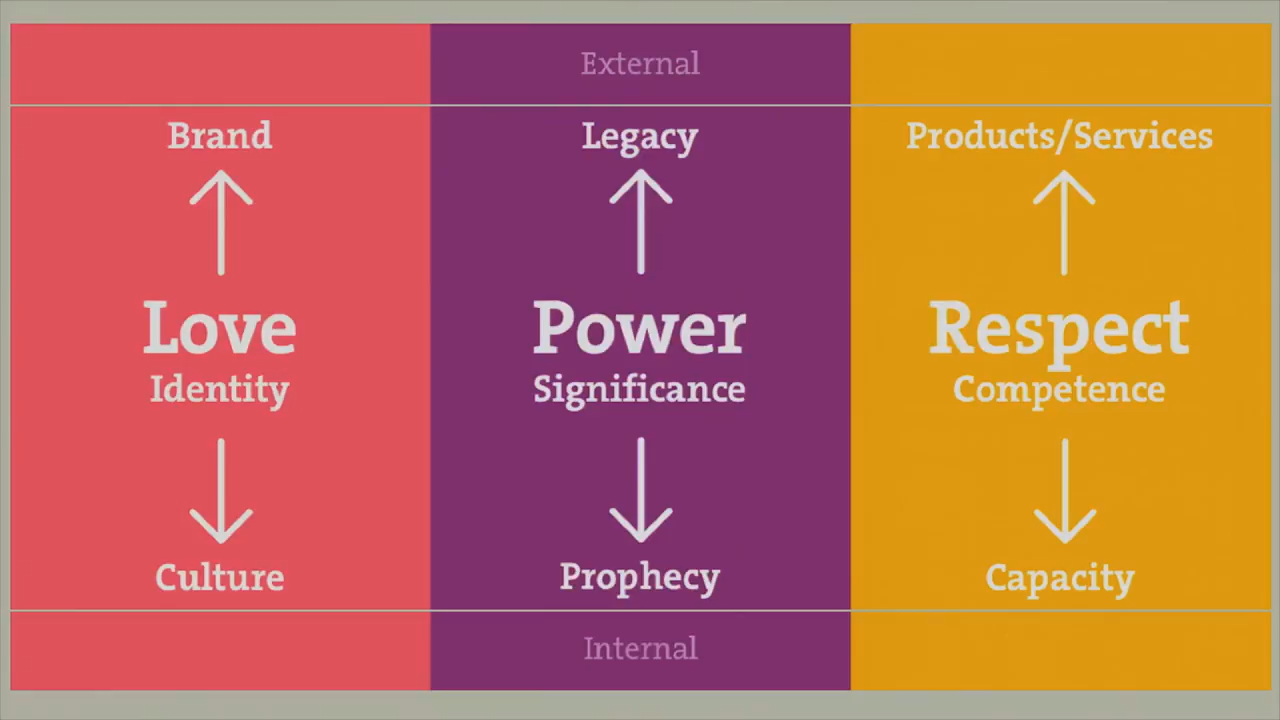 External
Brand
Legacy
Products/Services
Love
Power
Respect
Identity
Significance
Competence
Culture
Prophecy
Capacity
Internal